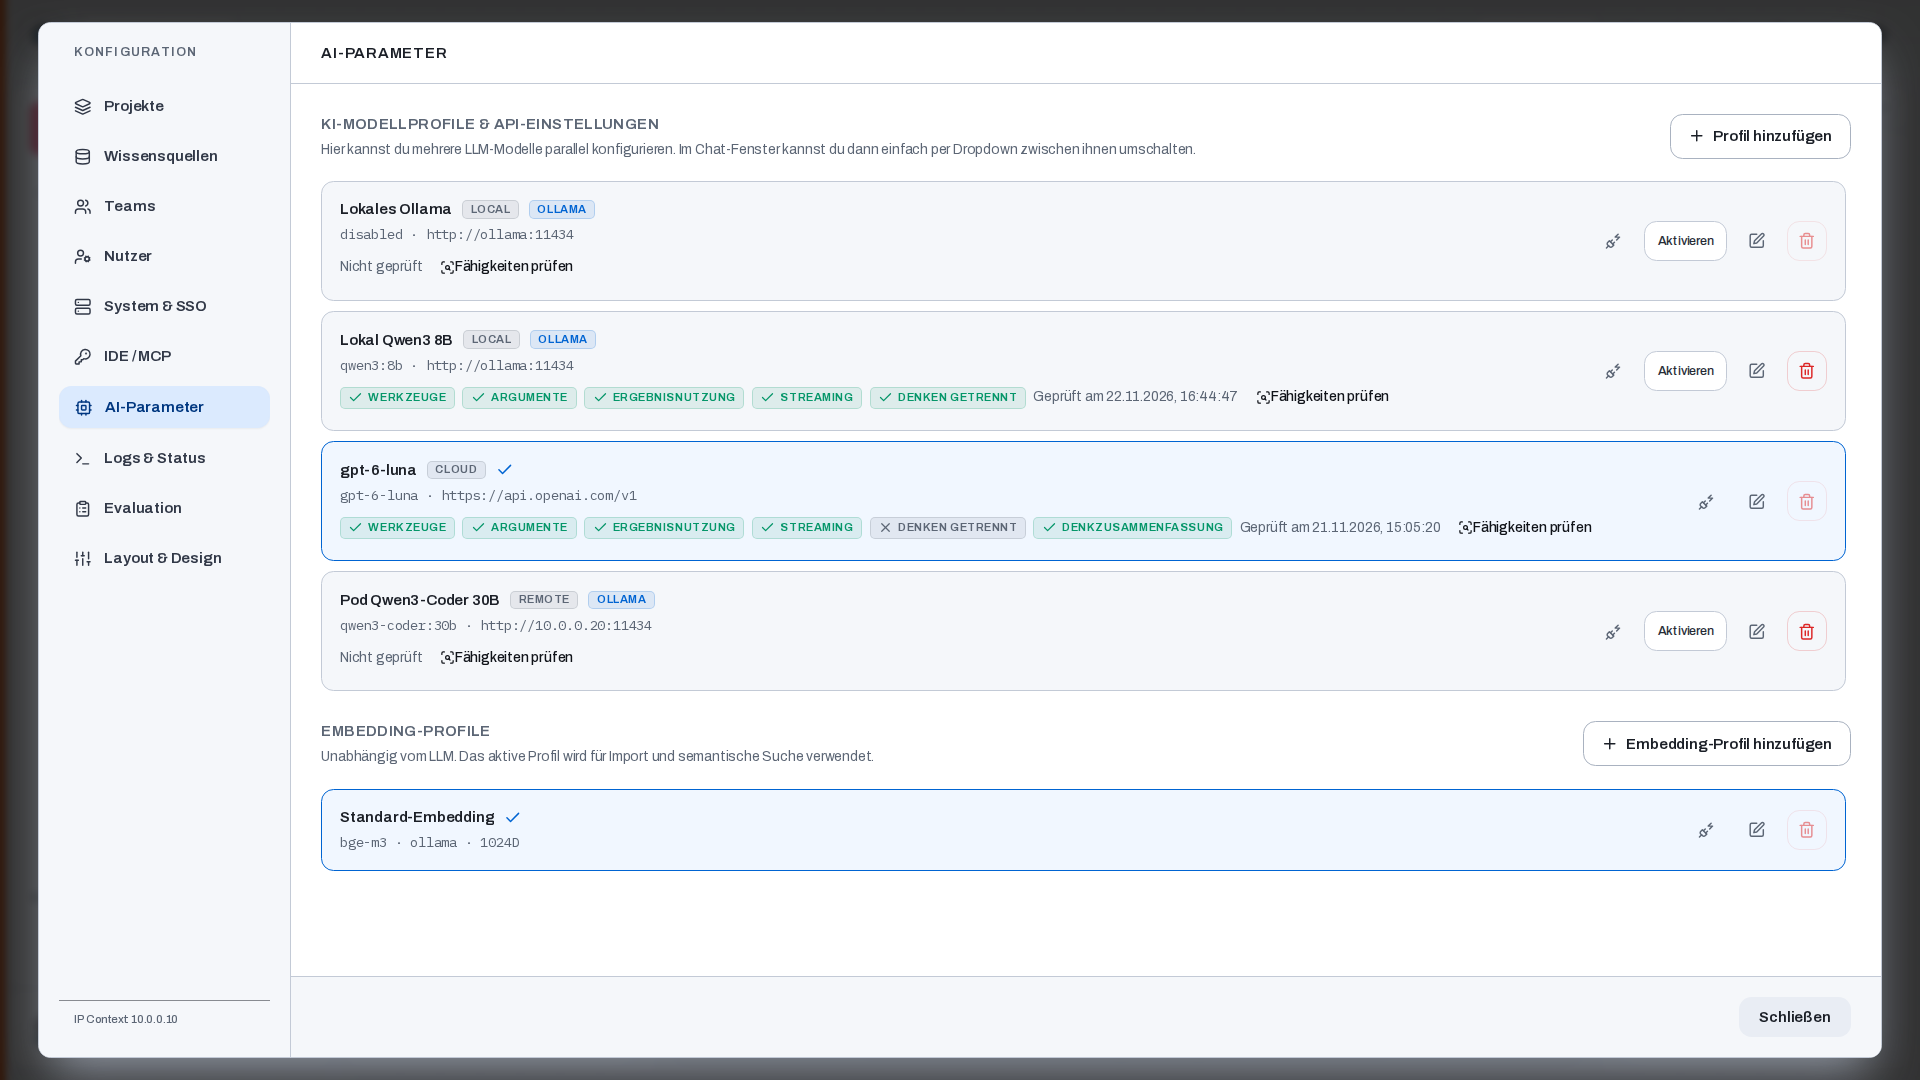 KONFIGURATION
Projekte
Wissensquellen
Teams
Nutzer
System & SSO
IDE / MCP
AI-Parameter
Logs & Status
Evaluation
Layout & Design
IP Context: 10.0.0.10
AI-PARAMETER
KI-MODELLPROFILE & API-EINSTELLUNGEN
Hier kannst du mehrere LLM-Modelle parallel konfigurieren. Im Chat-Fenster kannst du dann einfach per Dropdown zwischen ihnen umschalten.
Profil hinzufügen
Lokales Ollama LOCAL OLLAMA
disabled · http://ollama:11434
Nicht geprüft Fähigkeiten prüfen
Aktivieren
Lokal Qwen3 8B LOCAL OLLAMA
qwen3:8b · http://ollama:11434
WERKZEUGE ARGUMENTE ERGEBNISNUTZUNG STREAMING DENKEN GETRENNT Geprüft am 22.11.2026, 16:44:47 Fähigkeiten prüfen
Aktivieren
gpt-6-luna CLOUD
gpt-6-luna · https://api.openai.com/v1
WERKZEUGE ARGUMENTE ERGEBNISNUTZUNG STREAMING DENKEN GETRENNT DENKZUSAMMENFASSUNG Geprüft am 21.11.2026, 15:05:20 Fähigkeiten prüfen
Pod Qwen3-Coder 30B REMOTE OLLAMA
qwen3-coder:30b · http://10.0.0.20:11434
Nicht geprüft Fähigkeiten prüfen
Aktivieren
EMBEDDING-PROFILE
Unabhängig vom LLM. Das aktive Profil wird für Import und semantische Suche verwendet.
Embedding-Profil hinzufügen
Standard-Embedding
bge-m3 · ollama · 1024D
Schließen